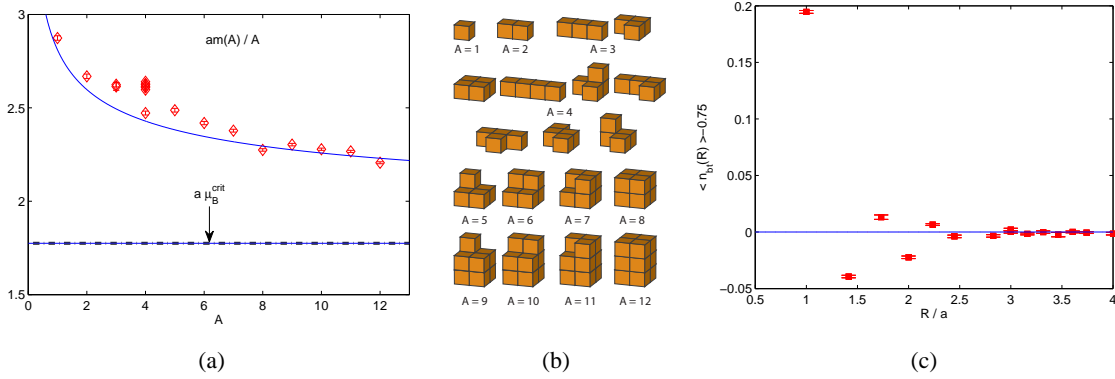 3
2.5
2
1.5
0 2 4 6 8 10 12
A
am(A) / A
a μ_B^crit
(a)
A = 1 A = 2 A = 3
A = 4
A = 5 A = 6 A = 7 A = 8
A = 9 A = 10 A = 11 A = 12
(b)
0.2
0.15
0.1
0.05
0
−0.05
0.5 1 1.5 2 2.5 3 3.5 4
R / a
< n_bt(R) >−0.75
(c)